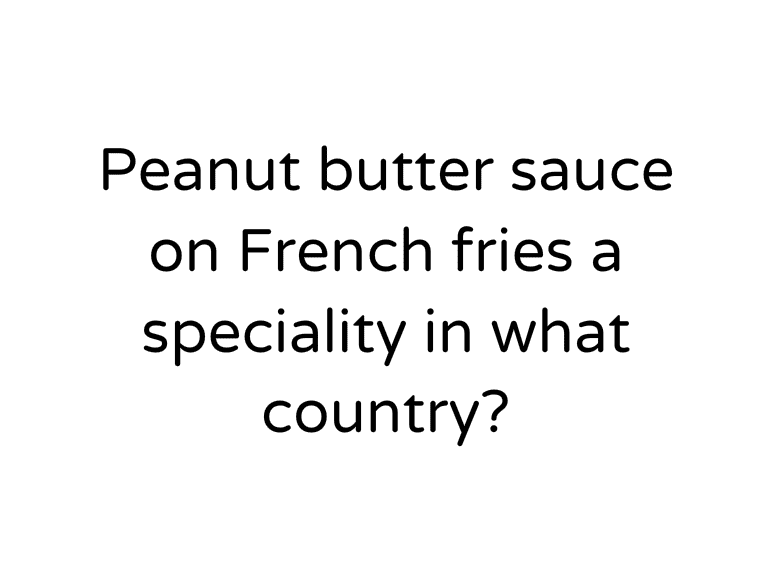 Peanut butter sauce
on French fries a
speciality in what
country?